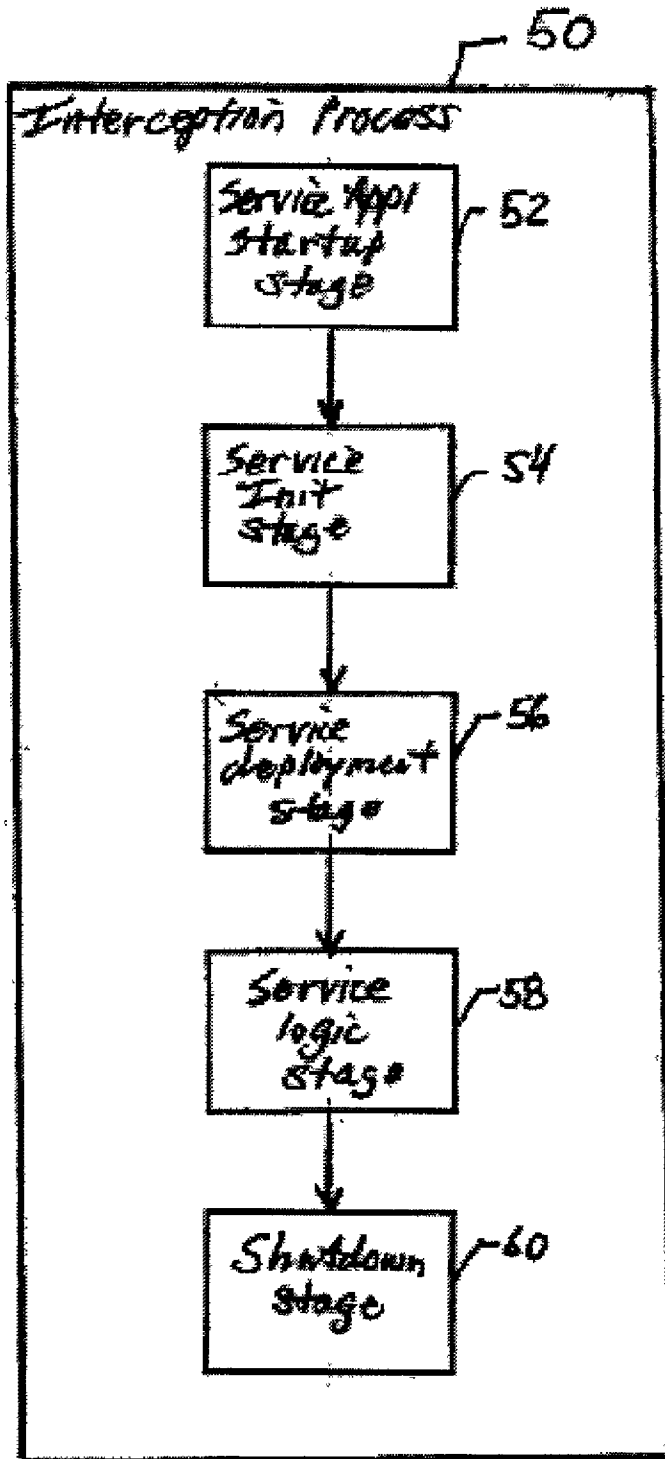 50
Interception Process
Service Appl
startup
stage
52
Service
Init
stage
54
Service
deployment
stage
56
Service
logic
stage
58
Shutdown
stage
60